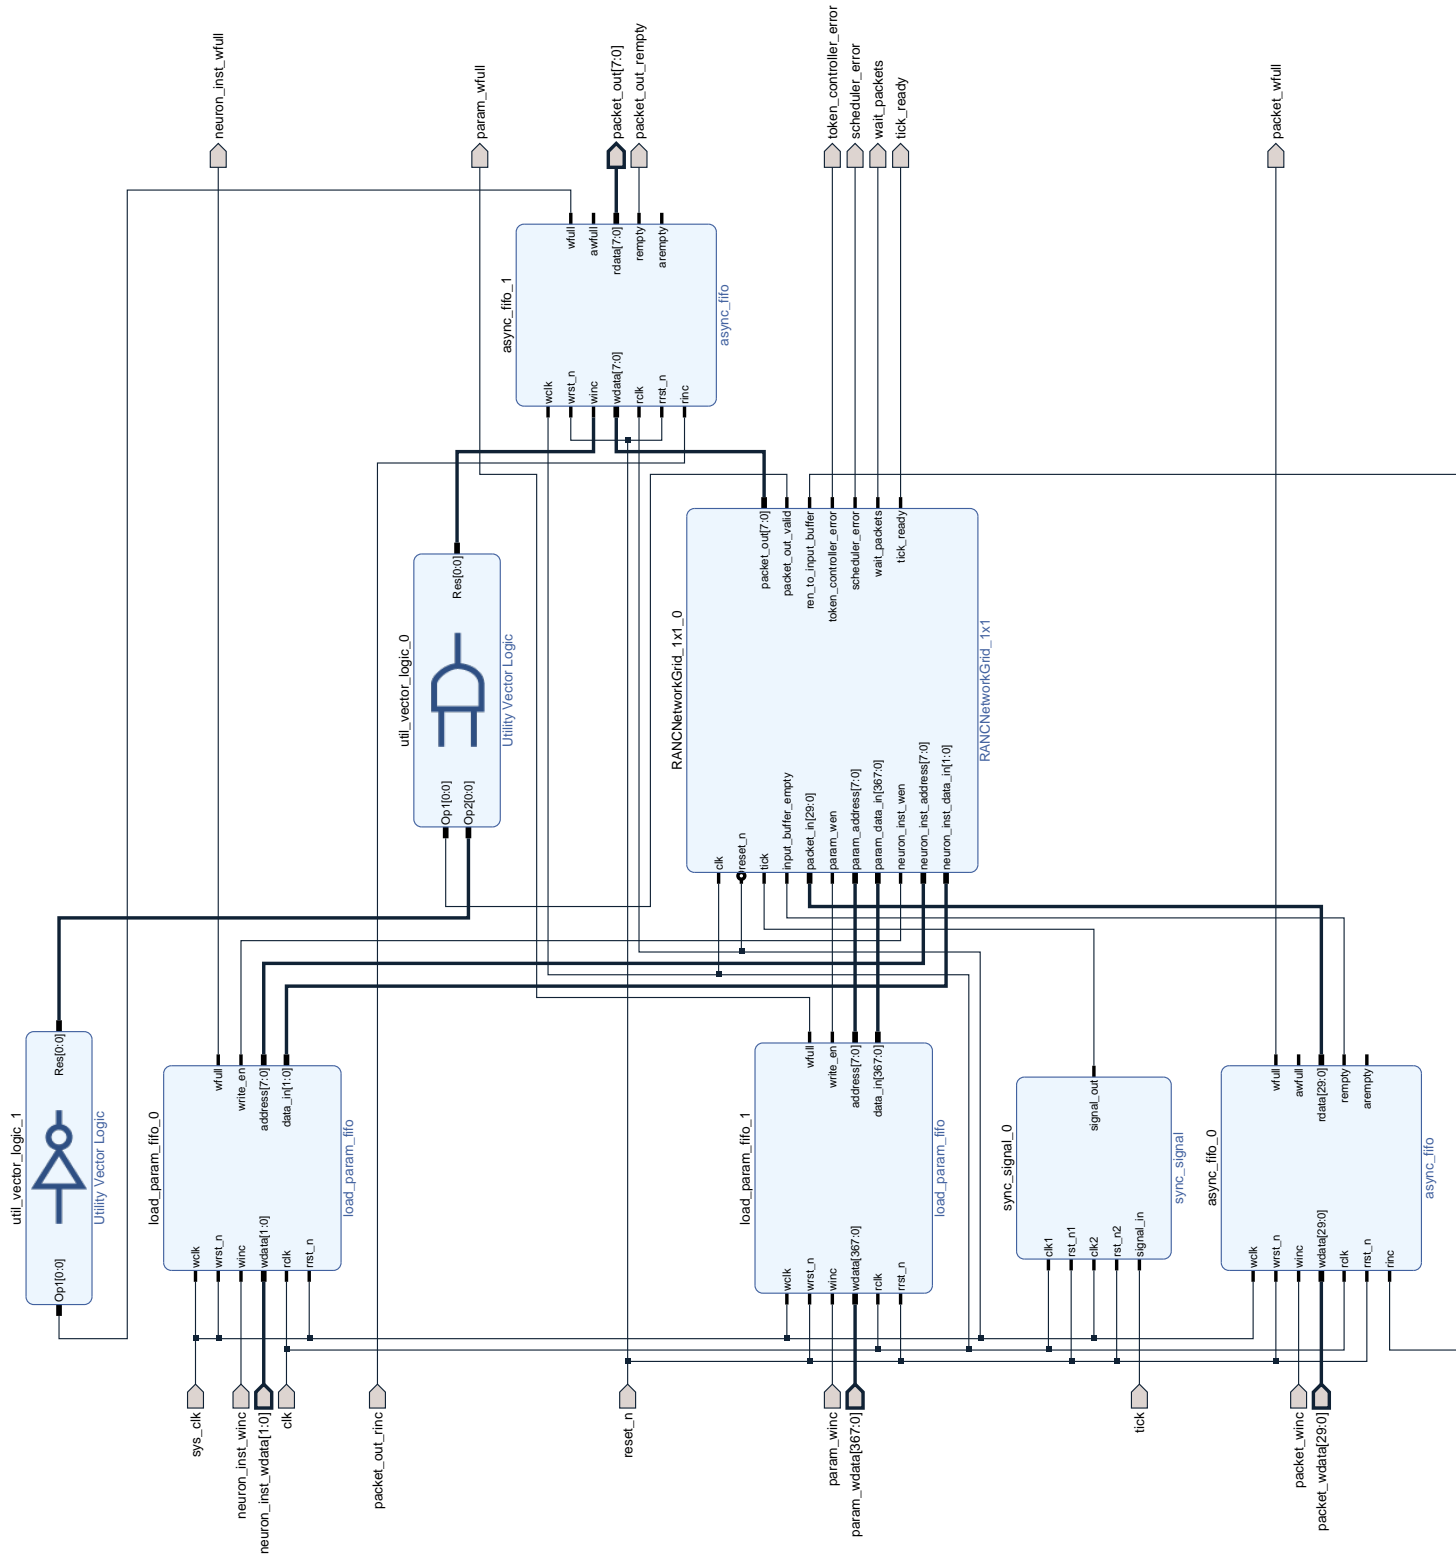 sys_clk
neuron_inst_winc
neuron_inst_wdata[1:0]
clk
packet_out_rinc
reset_n
param_winc
param_wdata[367:0]
tick
packet_winc
packet_wdata[29:0]
util_vector_logic_1
Op1[0:0]
Res[0:0]
Utility Vector Logic
load_param_fifo_0
wclk
wrst_n
winc
wdata[1:0]
rclk
rrst_n
wfull
write_en
address[7:0]
data_in[1:0]
load_param_fifo
load_param_fifo_1
wclk
wrst_n
winc
wdata[367:0]
rclk
rrst_n
wfull
write_en
address[7:0]
data_in[367:0]
load_param_fifo
sync_signal_0
clk1
rst_n1
clk2
rst_n2
signal_in
signal_out
sync_signal
async_fifo_0
wclk
wrst_n
winc
wdata[29:0]
rclk
rrst_n
rinc
wfull
awfull
rdata[29:0]
rempty
arempty
async_fifo
util_vector_logic_0
Op1[0:0]
Op2[0:0]
Res[0:0]
Utility Vector Logic
RANCNetworkGrid_1x1_0
clk
reset_n
tick
input_buffer_empty
packet_in[29:0]
param_wen
param_address[7:0]
param_data_in[367:0]
neuron_inst_wen
neuron_inst_address[7:0]
neuron_inst_data_in[1:0]
packet_out[7:0]
packet_out_valid
ren_to_input_buffer
token_controller_error
scheduler_error
wait_packets
tick_ready
RANCNetworkGrid_1x1
async_fifo_1
wclk
wrst_n
winc
wdata[7:0]
rclk
rrst_n
rinc
wfull
awfull
rdata[7:0]
rempty
arempty
async_fifo
neuron_inst_wfull
param_wfull
packet_out[7:0]
packet_out_rempty
token_controller_error
scheduler_error
wait_packets
tick_ready
packet_wfull